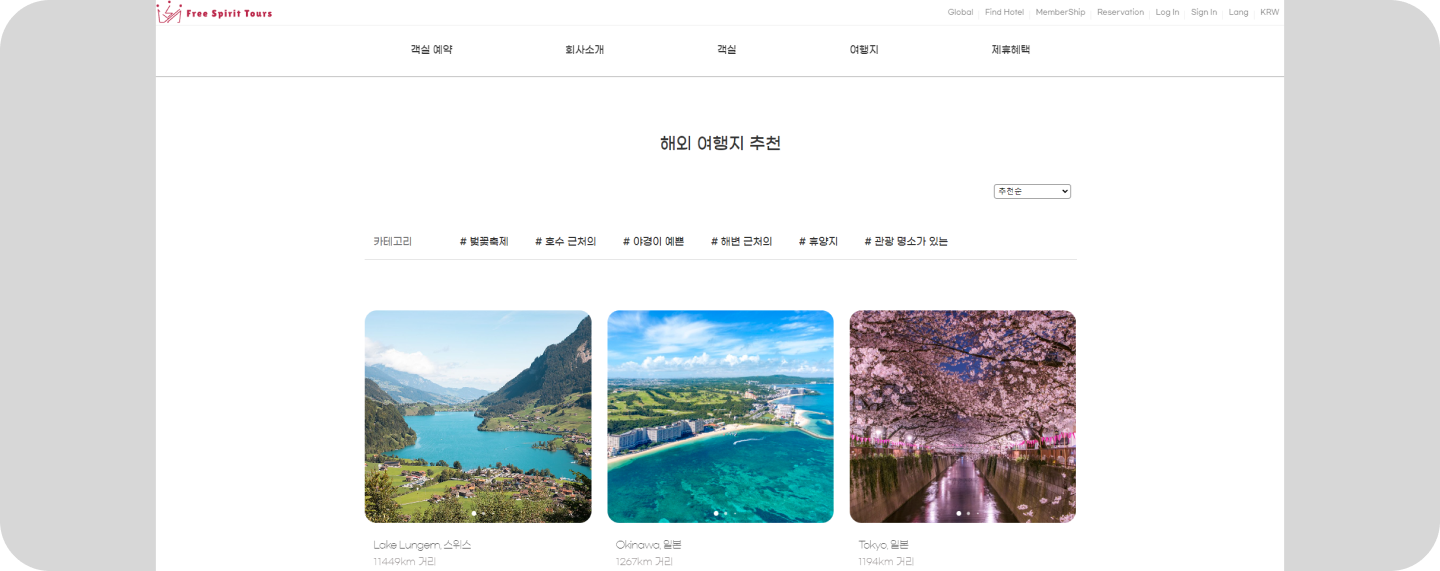 Free Spirit Tours
Global Find Hotel MemberShip Reservation Log In Sign In Lang KRW
객실 예약 회사소개 객실 여행지 제휴혜택
해외 여행지 추천
추천순
카테고리 # 벚꽃축제 # 호수 근처의 # 야경이 예쁜 # 해변 근처의 # 휴양지 # 관광 명소가 있는
Lake Lungern, 스위스
11449km 거리
Okinawa, 일본
1267km 거리
Tokyo, 일본
1194km 거리